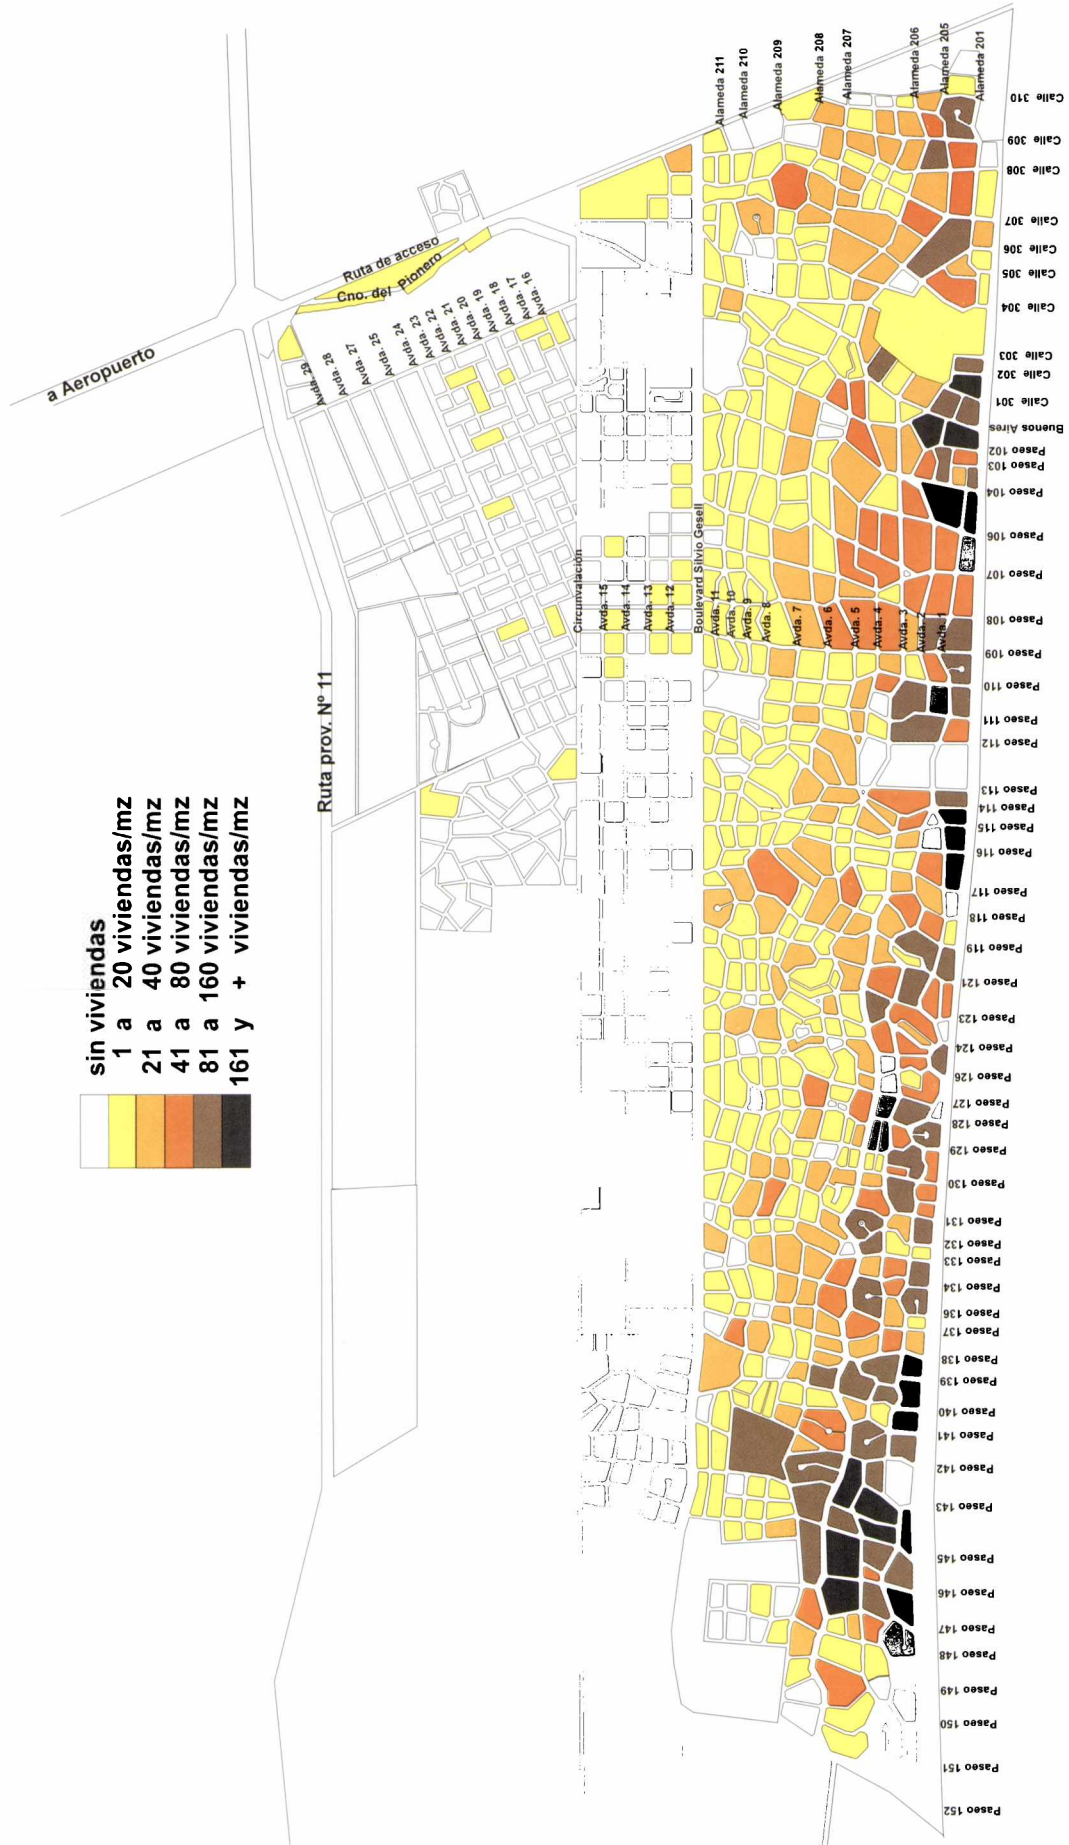 a Aeropuerto
Ruta de acceso
Cno. del Pionero
Avda. 29
Avda. 28
Avda. 27
Avda. 25
Avda. 24
Avda. 23
Avda. 22
Avda. 21
Avda. 20
Avda. 19
Avda. 18
Avda. 17
Avda. 16
Alameda 211
Alameda 210
Alameda 209
Alameda 208
Alameda 207
Alameda 206
Alameda 205
Alameda 201
Ruta prov. Nº 11
Circunvalación
Avda. 15
Avda. 14
Avda. 13
Avda. 12
Boulevard Silvio Gesell
Avda. 11
Avda. 10
Avda. 9
Avda. 8
Avda. 7
Avda. 6
Avda. 5
Avda. 4
Avda. 3
Avda. 2
Avda. 1
sin viviendas
1 a 20 viviendas/mz
21 a 40 viviendas/mz
41 a 80 viviendas/mz
81 a 160 viviendas/mz
161 y + viviendas/mz
Calle 310
Calle 309
Calle 308
Calle 307
Calle 306
Calle 305
Calle 304
Calle 303
Calle 302
Calle 301
Buenos Aires
Paseo 102
Paseo 103
Paseo 104
Paseo 106
Paseo 107
Paseo 108
Paseo 109
Paseo 110
Paseo 111
Paseo 112
Paseo 113
Paseo 114
Paseo 115
Paseo 116
Paseo 117
Paseo 118
Paseo 119
Paseo 121
Paseo 123
Paseo 124
Paseo 126
Paseo 127
Paseo 128
Paseo 129
Paseo 130
Paseo 131
Paseo 132
Paseo 133
Paseo 134
Paseo 136
Paseo 137
Paseo 138
Paseo 139
Paseo 140
Paseo 141
Paseo 142
Paseo 143
Paseo 145
Paseo 146
Paseo 147
Paseo 148
Paseo 149
Paseo 150
Paseo 151
Paseo 152